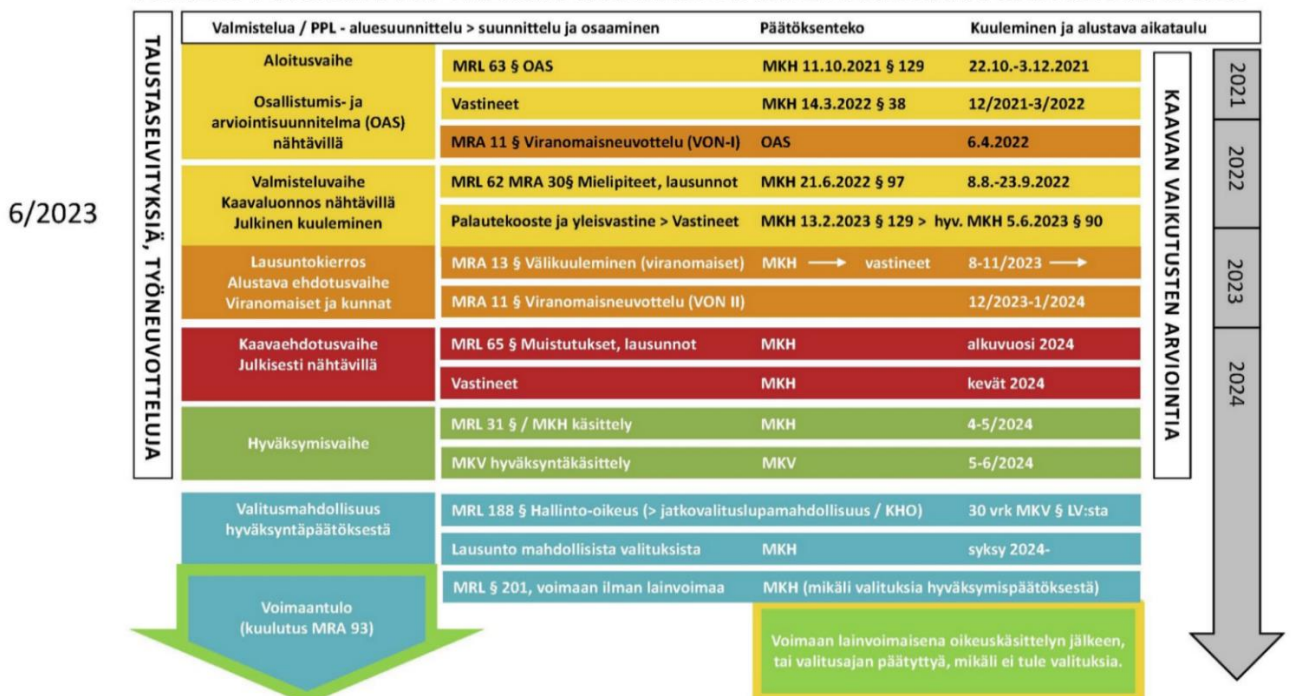 Valmistelua / PPL - aluesuunnittelu > suunnittelu ja osaaminen Päätöksenteko Kuuleminen ja alustava aikataulu
6/2023
TAUSTASELVITYKSIÄ, TYÖNEUVOTTELUJA
Aloitusvaihe
Osallistumis- ja
arviointisuunnitelma (OAS)
nähtävillä
MRL 63 § OAS MKH 11.10.2021 § 129 22.10.-3.12.2021
Vastineet MKH 14.3.2022 § 38 12/2021-3/2022
MRA 11 § Viranomaisneuvottelu (VON-I) OAS 6.4.2022
Valmisteluvaihe
Kaavaluonnos nähtävillä
Julkinen kuuleminen
MRL 62 MRA 30§ Mielipiteet, lausunnot MKH 21.6.2022 § 97 8.8.-23.9.2022
Palautekooste ja yleisvastine > Vastineet MKH 13.2.2023 § 129 > hyv. MKH 5.6.2023 § 90
Lausuntokierros
Alustava ehdotusvaihe
Viranomaiset ja kunnat
MRA 13 § Välikuuleminen (viranomaiset) MKH → vastineet 8-11/2023 →
MRA 11 § Viranomaisneuvottelu (VON II) 12/2023-1/2024
Kaavaehdotusvaihe
Julkisesti nähtävillä
MRL 65 § Muistutukset, lausunnot MKH alkuvuosi 2024
Vastineet MKH kevät 2024
Hyväksymisvaihe
MRL 31 § / MKH käsittely MKH 4-5/2024
MKV hyväksyntäkäsittely MKV 5-6/2024
Valitusmahdollisuus
hyväksyntäpäätöksestä
MRL 188 § Hallinto-oikeus (> jatkovalituslupamahdollisuus / KHO) 30 vrk MKV § LV:sta
Lausunto mahdollisista valituksista MKH syksy 2024-
MRL § 201, voimaan ilman lainvoimaa MKH (mikäli valituksia hyväksymispäätöksestä)
Voimaantulo
(kuulutus MRA 93)
Voimaan lainvoimaisena oikeuskäsittelyn jälkeen,
tai valitusajan päätyttyä, mikäli ei tule valituksia.
KAAVAN VAIKUTUSTEN ARVIOINTIA
2021
2022
2023
2024